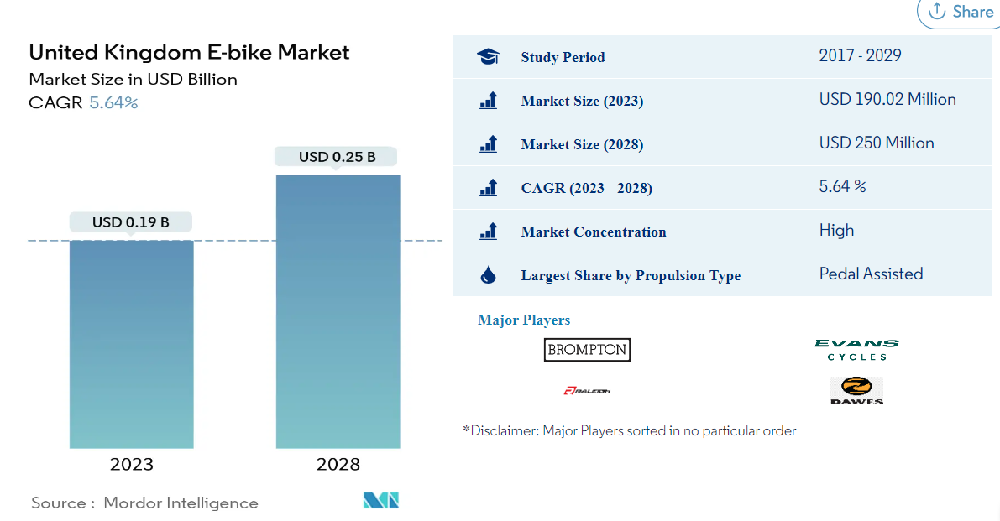 Share
United Kingdom E-bike Market
Market Size in USD Billion
CAGR 5.64%
USD 0.25 B
USD 0.19 B
2023
2028
Source : Mordor Intelligence
Study Period 2017 - 2029
Market Size (2023) USD 190.02 Million
Market Size (2028) USD 250 Million
CAGR (2023 - 2028) 5.64 %
Market Concentration High
Largest Share by Propulsion Type Pedal Assisted
Major Players
BROMPTON
EVANS
CYCLES
RALEIGH
DAWES
*Disclaimer: Major Players sorted in no particular order